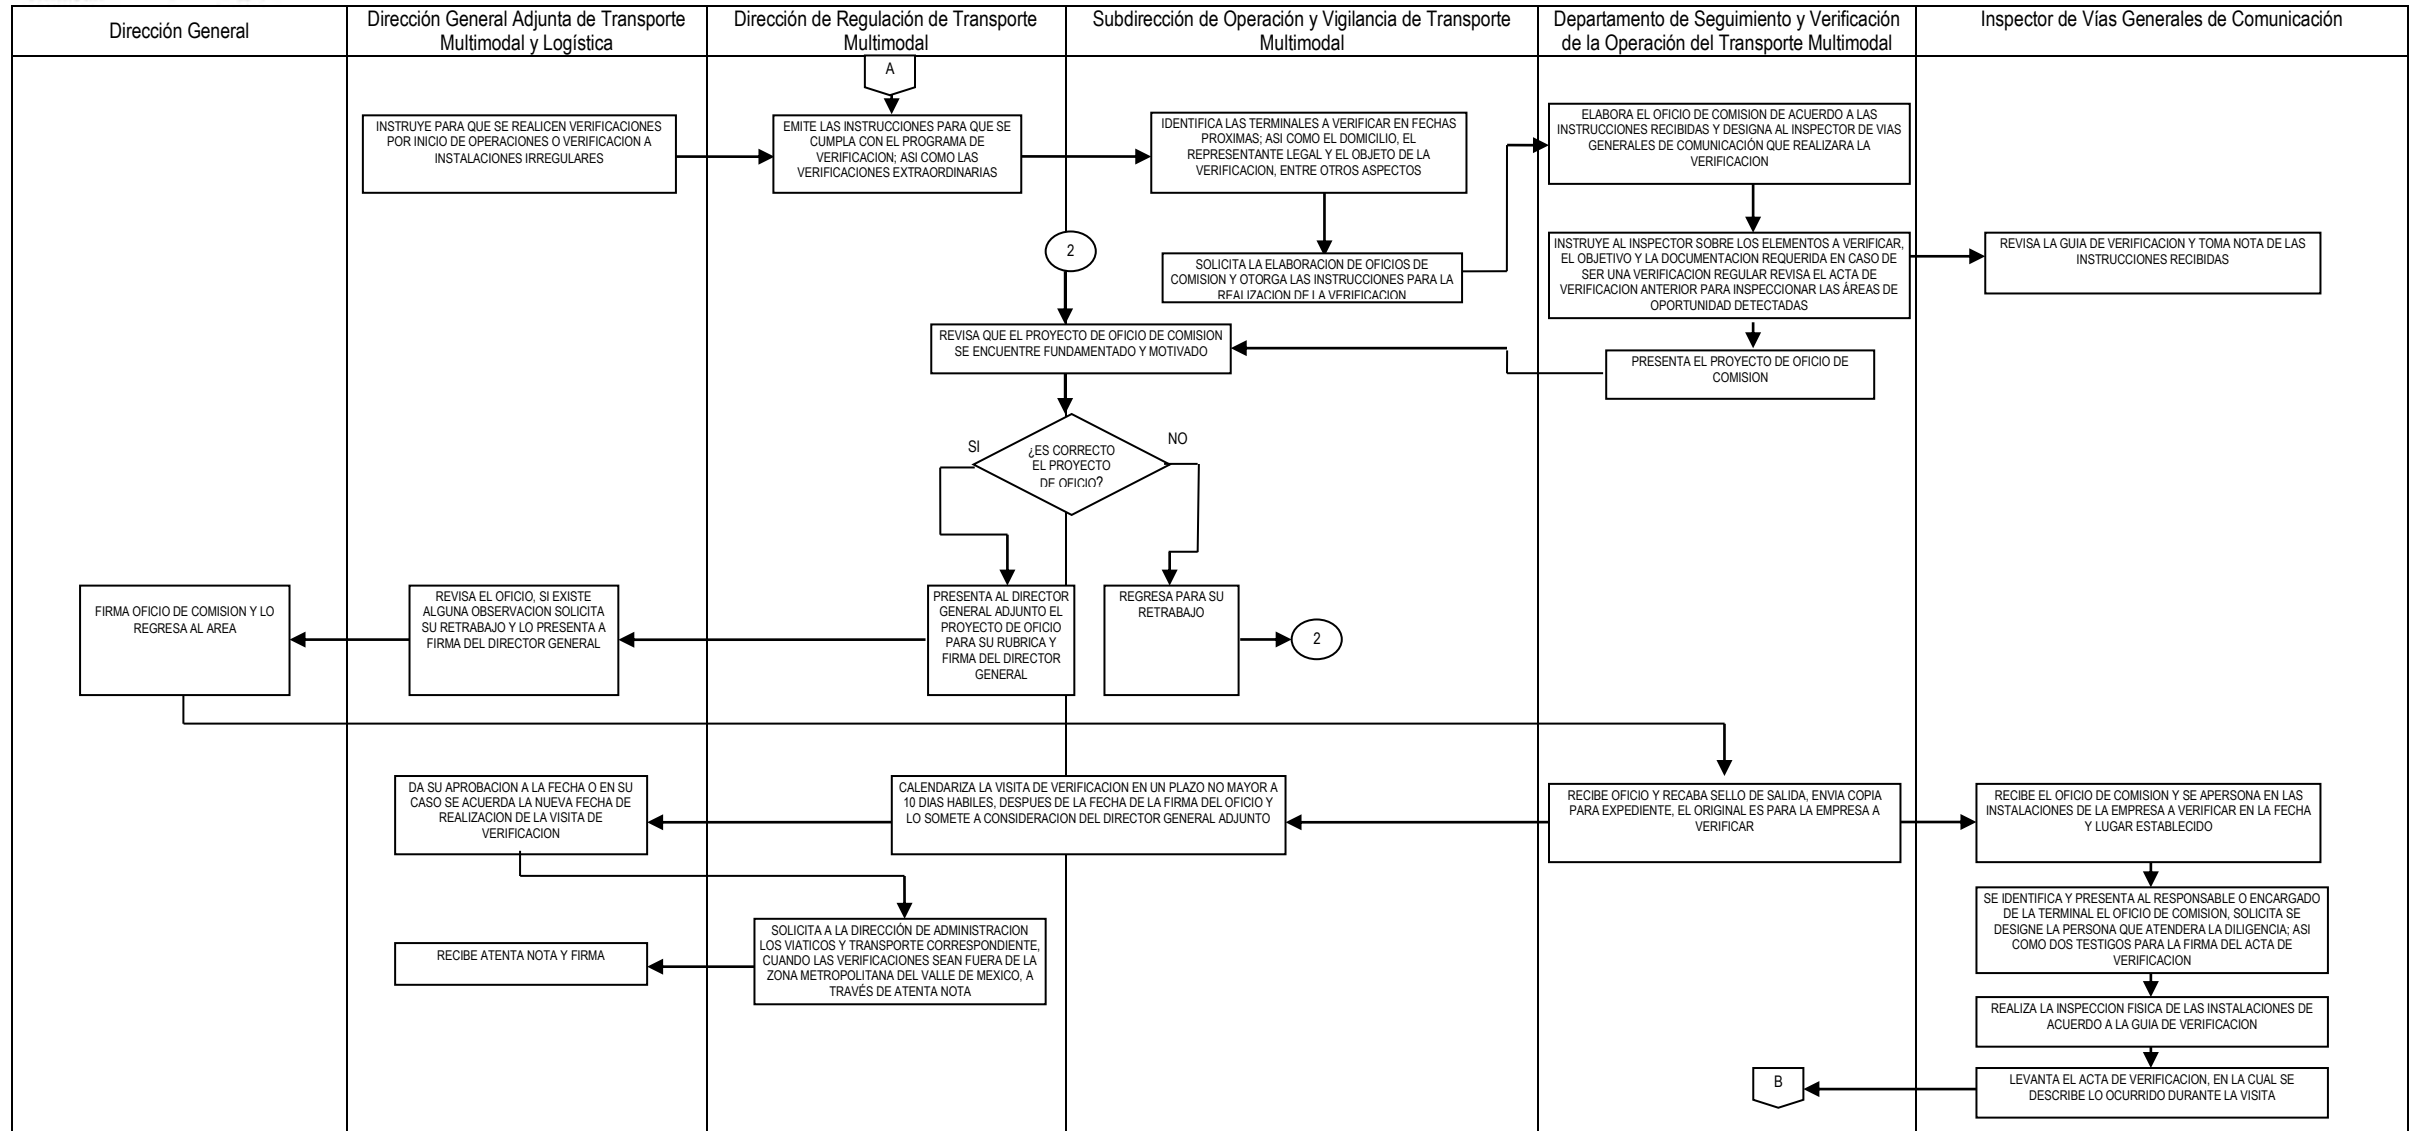 Dirección General
Dirección General Adjunta de Transporte
Multimodal y Logística
Dirección de Regulación de Transporte
Multimodal
Subdirección de Operación y Vigilancia de Transporte
Multimodal
Departamento de Seguimiento y Verificación
de la Operación del Transporte Multimodal
Inspector de Vías Generales de Comunicación
A
INSTRUYE PARA QUE SE REALICEN VERIFICACIONES
POR INICIO DE OPERACIONES O VERIFICACION A
INSTALACIONES IRREGULARES
EMITE LAS INSTRUCCIONES PARA QUE SE
CUMPLA CON EL PROGRAMA DE
VERIFICACION; ASI COMO LAS
VERIFICACIONES EXTRAORDINARIAS
IDENTIFICA LAS TERMINALES A VERIFICAR EN FECHAS
PROXIMAS; ASI COMO EL DOMICILIO, EL
REPRESENTANTE LEGAL Y EL OBJETO DE LA
VERIFICACION, ENTRE OTROS ASPECTOS
ELABORA EL OFICIO DE COMISION DE ACUERDO A LAS
INSTRUCCIONES RECIBIDAS Y DESIGNA AL INSPECTOR DE VIAS
GENERALES DE COMUNICACIÓN QUE REALIZARA LA
VERIFICACION
2
SOLICITA LA ELABORACION DE OFICIOS DE
COMISION Y OTORGA LAS INSTRUCCIONES PARA LA
REALIZACION DE LA VERIFICACION
INSTRUYE AL INSPECTOR SOBRE LOS ELEMENTOS A VERIFICAR,
EL OBJETIVO Y LA DOCUMENTACION REQUERIDA EN CASO DE
SER UNA VERIFICACION REGULAR REVISA EL ACTA DE
VERIFICACION ANTERIOR PARA INSPECCIONAR LAS ÁREAS DE
OPORTUNIDAD DETECTADAS
REVISA LA GUIA DE VERIFICACION Y TOMA NOTA DE LAS
INSTRUCCIONES RECIBIDAS
REVISA QUE EL PROYECTO DE OFICIO DE COMISION
SE ENCUENTRE FUNDAMENTADO Y MOTIVADO
PRESENTA EL PROYECTO DE OFICIO DE
COMISION
SI
¿ES CORRECTO
EL PROYECTO
DE OFICIO?
NO
FIRMA OFICIO DE COMISION Y LO
REGRESA AL AREA
REVISA EL OFICIO, SI EXISTE
ALGUNA OBSERVACION SOLICITA
SU RETRABAJO Y LO PRESENTA A
FIRMA DEL DIRECTOR GENERAL
PRESENTA AL DIRECTOR
GENERAL ADJUNTO EL
PROYECTO DE OFICIO
PARA SU RUBRICA Y
FIRMA DEL DIRECTOR
GENERAL
REGRESA PARA SU
RETRABAJO
2
DA SU APROBACION A LA FECHA O EN SU
CASO SE ACUERDA LA NUEVA FECHA DE
REALIZACION DE LA VISITA DE
VERIFICACION
CALENDARIZA LA VISITA DE VERIFICACION EN UN PLAZO NO MAYOR A
10 DIAS HABILES, DESPUES DE LA FECHA DE LA FIRMA DEL OFICIO Y
LO SOMETE A CONSIDERACION DEL DIRECTOR GENERAL ADJUNTO
RECIBE OFICIO Y RECABA SELLO DE SALIDA, ENVIA COPIA
PARA EXPEDIENTE, EL ORIGINAL ES PARA LA EMPRESA A
VERIFICAR
RECIBE EL OFICIO DE COMISION Y SE APERSONA EN LAS
INSTALACIONES DE LA EMPRESA A VERIFICAR EN LA FECHA
Y LUGAR ESTABLECIDO
RECIBE ATENTA NOTA Y FIRMA
SOLICITA A LA DIRECCIÓN DE ADMINISTRACION
LOS VIATICOS Y TRANSPORTE CORRESPONDIENTE,
CUANDO LAS VERIFICACIONES SEAN FUERA DE LA
ZONA METROPOLITANA DEL VALLE DE MEXICO, A
TRAVÉS DE ATENTA NOTA
SE IDENTIFICA Y PRESENTA AL RESPONSABLE O ENCARGADO
DE LA TERMINAL EL OFICIO DE COMISION, SOLICITA SE
DESIGNE LA PERSONA QUE ATENDERA LA DILIGENCIA; ASI
COMO DOS TESTIGOS PARA LA FIRMA DEL ACTA DE
VERIFICACION
REALIZA LA INSPECCION FISICA DE LAS INSTALACIONES DE
ACUERDO A LA GUIA DE VERIFICACION
B
LEVANTA EL ACTA DE VERIFICACION, EN LA CUAL SE
DESCRIBE LO OCURRIDO DURANTE LA VISITA